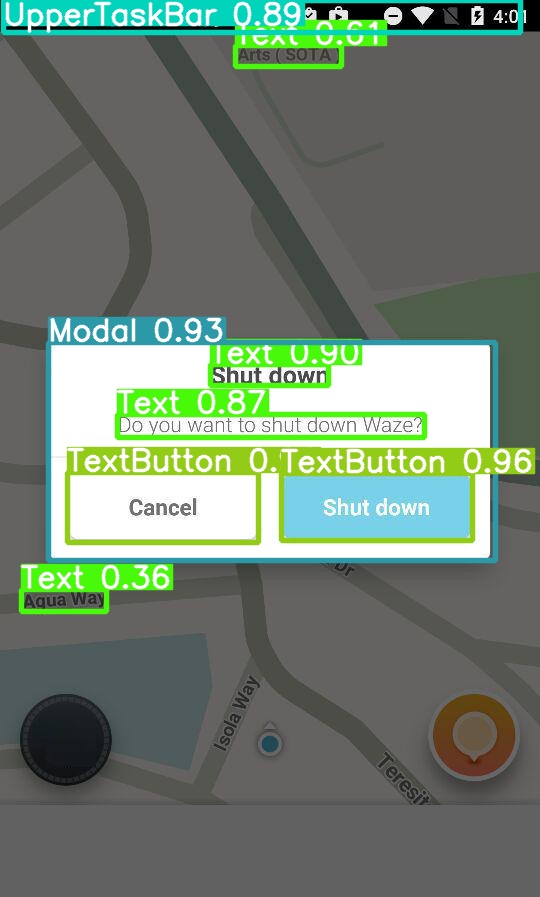 UpperTaskBar 0.89
4:01
Text 0.61
Arts ( SOTA )
Modal 0.93
Text 0.90
Shut down
Text 0.87
Do you want to shut down Waze?
TextButton 0.
TextButton 0.96
Cancel
Shut down
Dr
Text 0.36
Aqua Way
Isola Way
Teresit